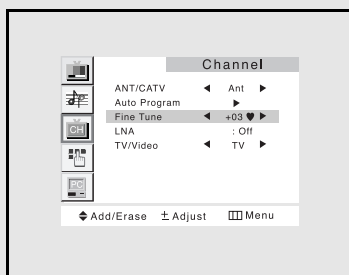 Channel
ANT/CATV ◀ Ant ▶
Auto Program ▶
Fine Tune ◀ +03 ♥ ▶
LNA : Off
TV/Video ◀ TV ▶
CH
PC
Add/Erase ± Adjust Menu